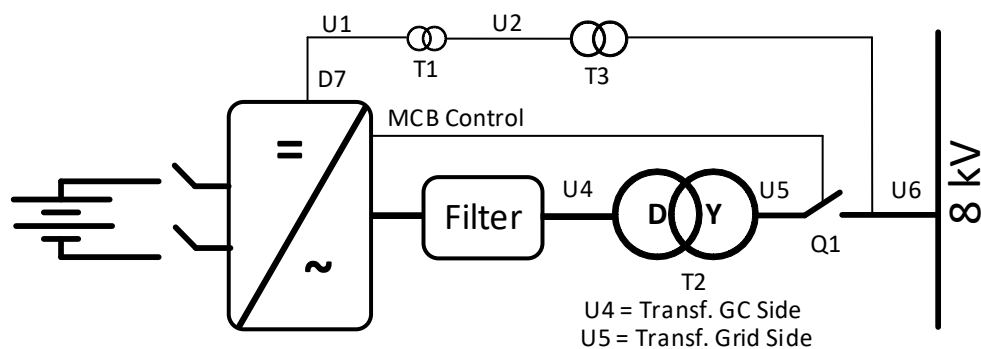 U1
U2
T1
T3
D7
MCB Control
=
~
Filter
U4
D
Y
U5
Q1
U6
8 kV
T2
U4 = Transf. GC Side
U5 = Transf. Grid Side